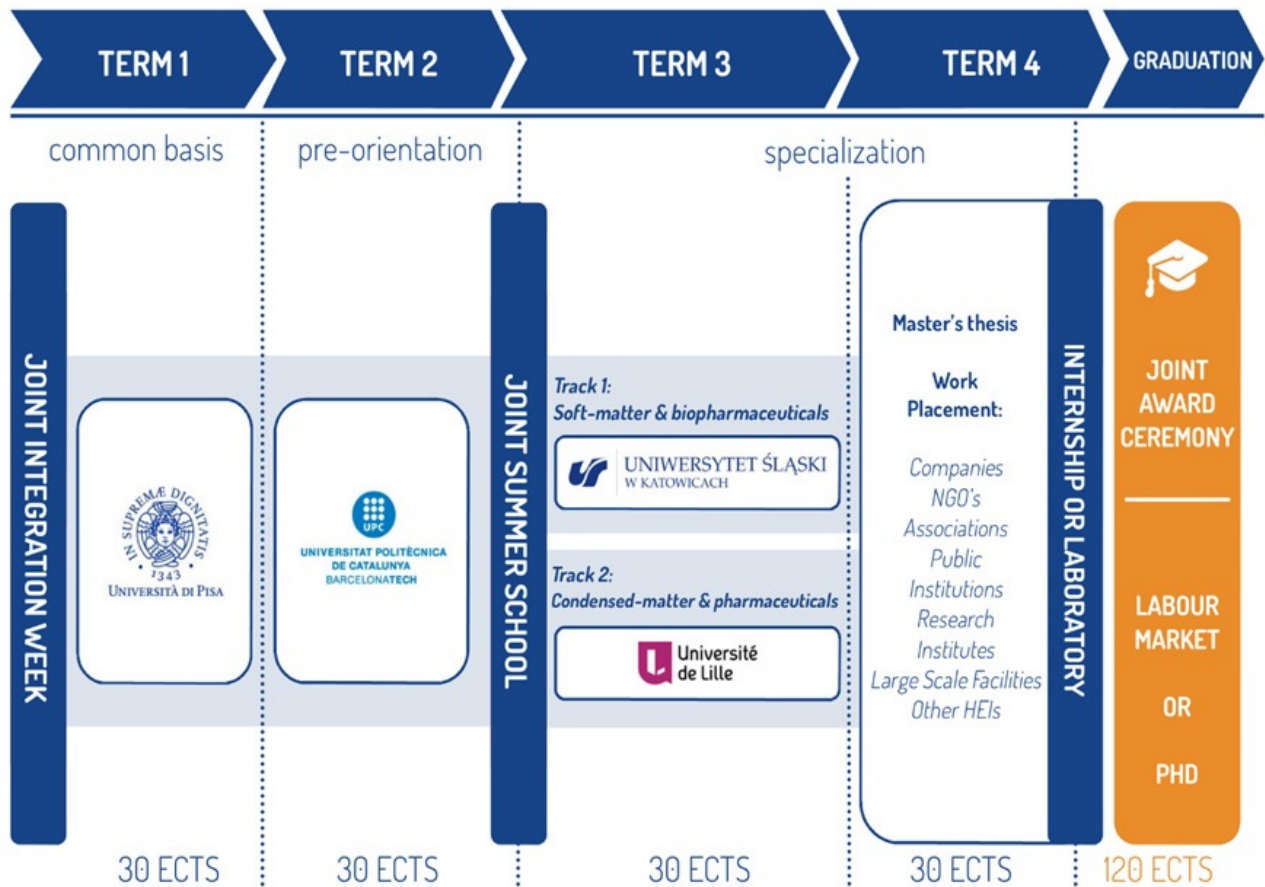 TERM 1
TERM 2
TERM 3
TERM 4
GRADUATION
common basis
pre-orientation
specialization
JOINT INTEGRATION WEEK
IN SUPREMÆ DIGNITATIS
· 1343 ·
UNIVERSITÀ DI PISA
UPC
UNIVERSITAT POLITÈCNICA
DE CATALUNYA
BARCELONATECH
JOINT SUMMER SCHOOL
Track 1:
Soft-matter & biopharmaceuticals
UNIWERSYTET ŚLĄSKI
W KATOWICACH
Track 2:
Condensed-matter & pharmaceuticals
Université
de Lille
Master's thesis
Work
Placement:
Companies
NGO's
Associations
Public
Institutions
Research
Institutes
Large Scale Facilities
Other HEIs
INTERNSHIP OR LABORATORY
JOINT
AWARD
CEREMONY
LABOUR
MARKET
OR
PHD
30 ECTS
30 ECTS
30 ECTS
30 ECTS
120 ECTS